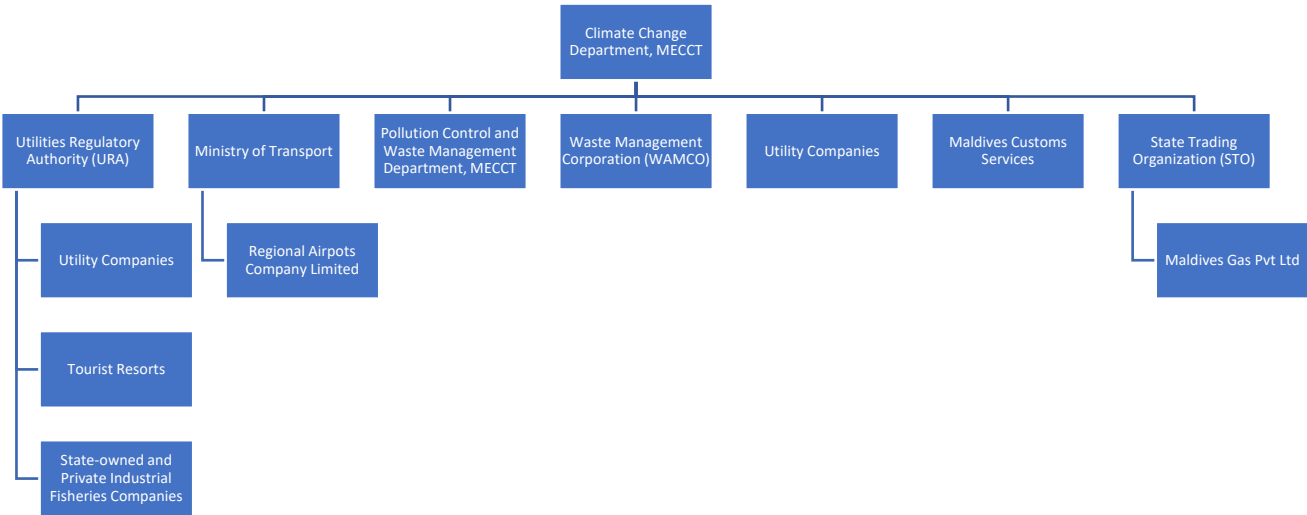 Climate Change
Department, MECCT
Utilities Regulatory
Authority (URA)
Ministry of Transport
Pollution Control and
Waste Management
Department, MECCT
Waste Management
Corporation (WAMCO)
Utility Companies
Maldives Customs
Services
State Trading
Organization (STO)
Utility Companies
Regional Airpots
Company Limited
Maldives Gas Pvt Ltd
Tourist Resorts
State-owned and
Private Industrial
Fisheries Companies